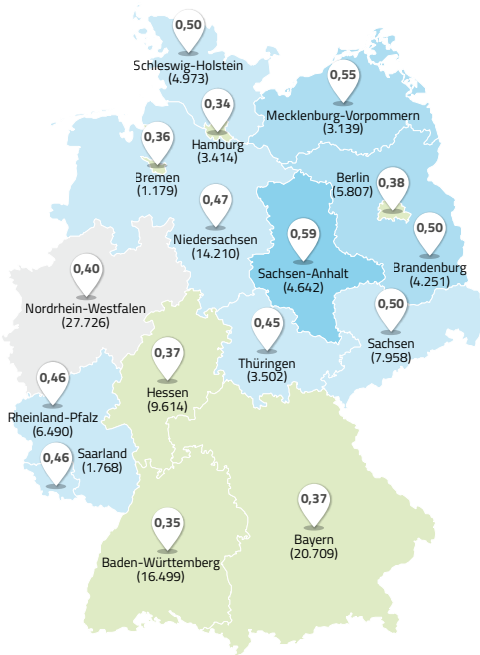 0,50
Schleswig-Holstein
(4.973)
0,55
Mecklenburg-Vorpommern
(3.139)
0,34
Hamburg
(3.414)
0,36
Bremen
(1.179)
Berlin
(5.807)
0,38
0,47
Niedersachsen
(14.210)
0,59
Sachsen-Anhalt
(4.642)
0,50
Brandenburg
(4.251)
0,40
Nordrhein-Westfalen
(27.726)
0,50
Sachsen
(7.958)
0,45
Thüringen
(3.502)
0,37
Hessen
(9.614)
0,46
Rheinland-Pfalz
(6.490)
0,46
Saarland
(1.768)
0,37
Bayern
(20.709)
0,35
Baden-Württemberg
(16.499)